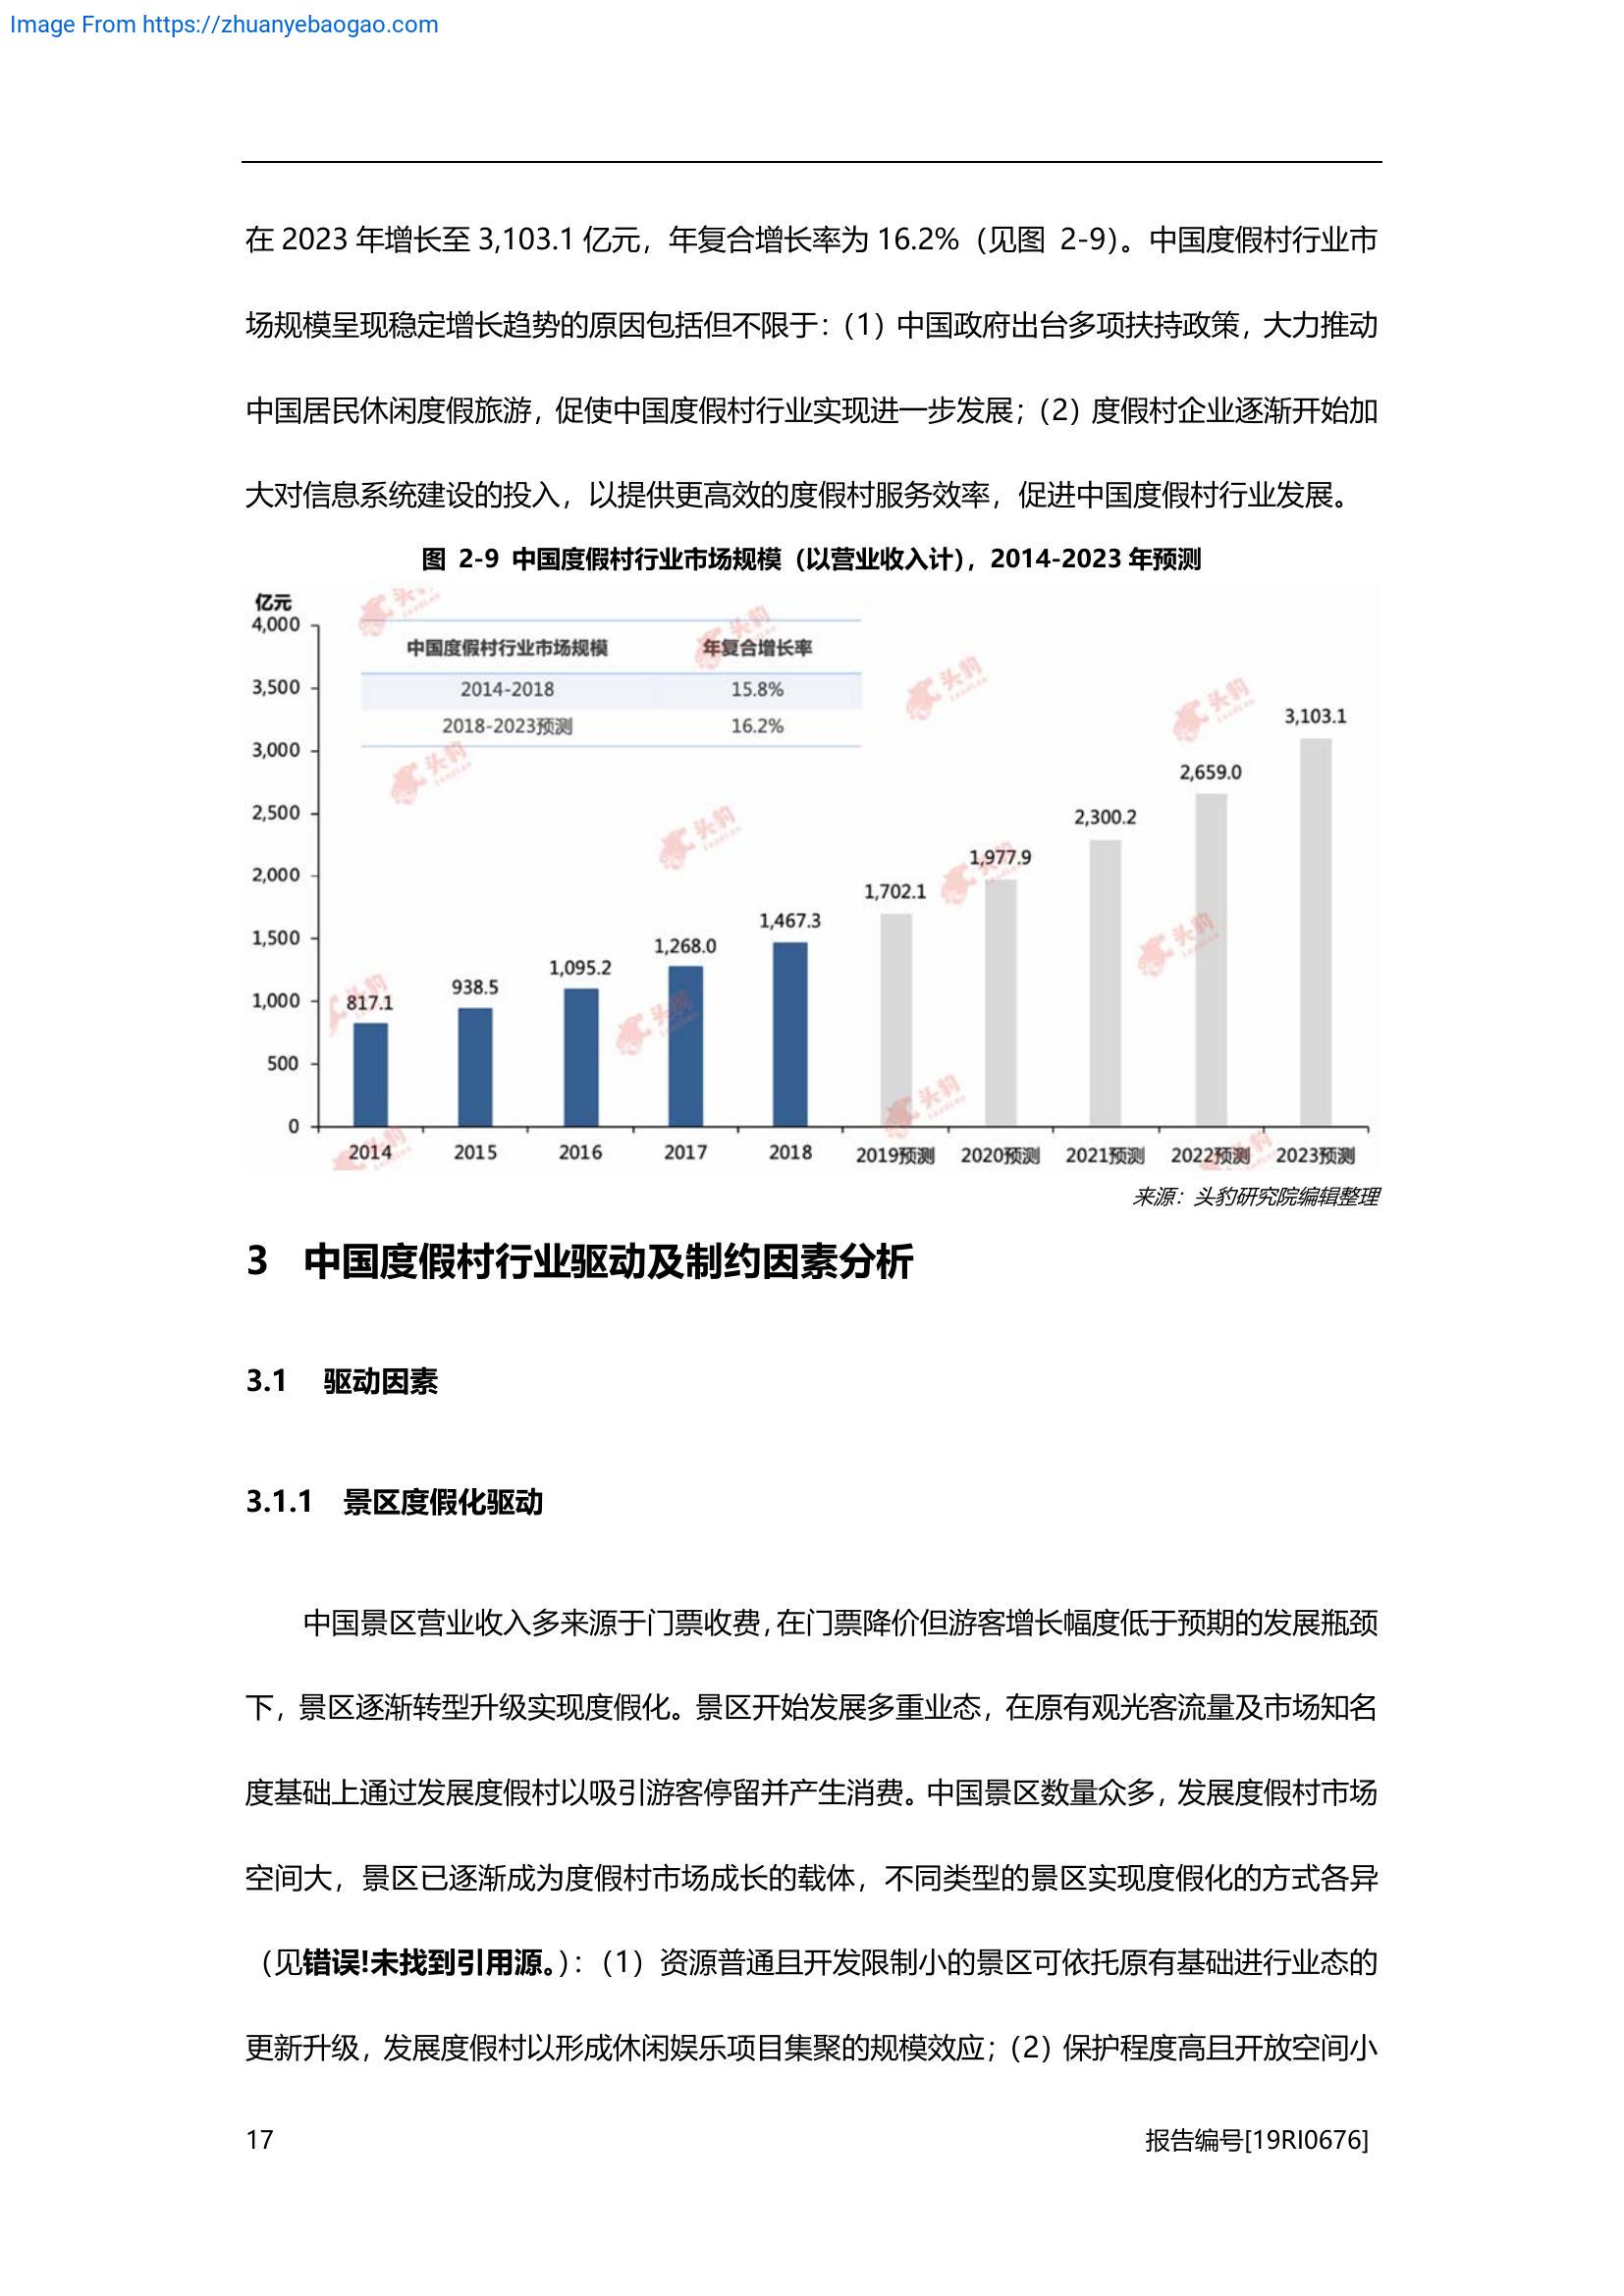 Image From https://zhuanyebaogao.com
在 2023 年增长至 3,103.1 亿元，年复合增长率为 16.2%（见图 2-9）。中国度假村行业市
场规模呈现稳定增长趋势的原因包括但不限于：（1）中国政府出台多项扶持政策，大力推动
中国居民休闲度假旅游，促使中国度假村行业实现进一步发展；（2）度假村企业逐渐开始加
大对信息系统建设的投入，以提供更高效的度假村服务效率，促进中国度假村行业发展。
图 2-9 中国度假村行业市场规模（以营业收入计），2014-2023 年预测
亿元
中国度假村行业市场规模 年复合增长率
2014-2018 15.8%
2018-2023预测 16.2%
4,000
3,500
3,000
2,500
2,000
1,500
1,000
500
0
817.1
938.5
1,095.2
1,268.0
1,467.3
1,702.1
1,977.9
2,300.2
2,659.0
3,103.1
2014 2015 2016 2017 2018 2019预测 2020预测 2021预测 2022预测 2023预测
头豹
头豹
头豹
头豹
头豹
头豹
头豹
头豹
头豹
头豹
头豹
头豹
头豹
来源：头豹研究院编辑整理
3 中国度假村行业驱动及制约因素分析
3.1 驱动因素
3.1.1 景区度假化驱动
中国景区营业收入多来源于门票收费，在门票降价但游客增长幅度低于预期的发展瓶颈
下，景区逐渐转型升级实现度假化。景区开始发展多重业态，在原有观光客流量及市场知名
度基础上通过发展度假村以吸引游客停留并产生消费。中国景区数量众多，发展度假村市场
空间大，景区已逐渐成为度假村市场成长的载体，不同类型的景区实现度假化的方式各异
（见错误!未找到引用源。）：（1）资源普通且开发限制小的景区可依托原有基础进行业态的
更新升级，发展度假村以形成休闲娱乐项目集聚的规模效应；（2）保护程度高且开放空间小
17
报告编号[19RI0676]